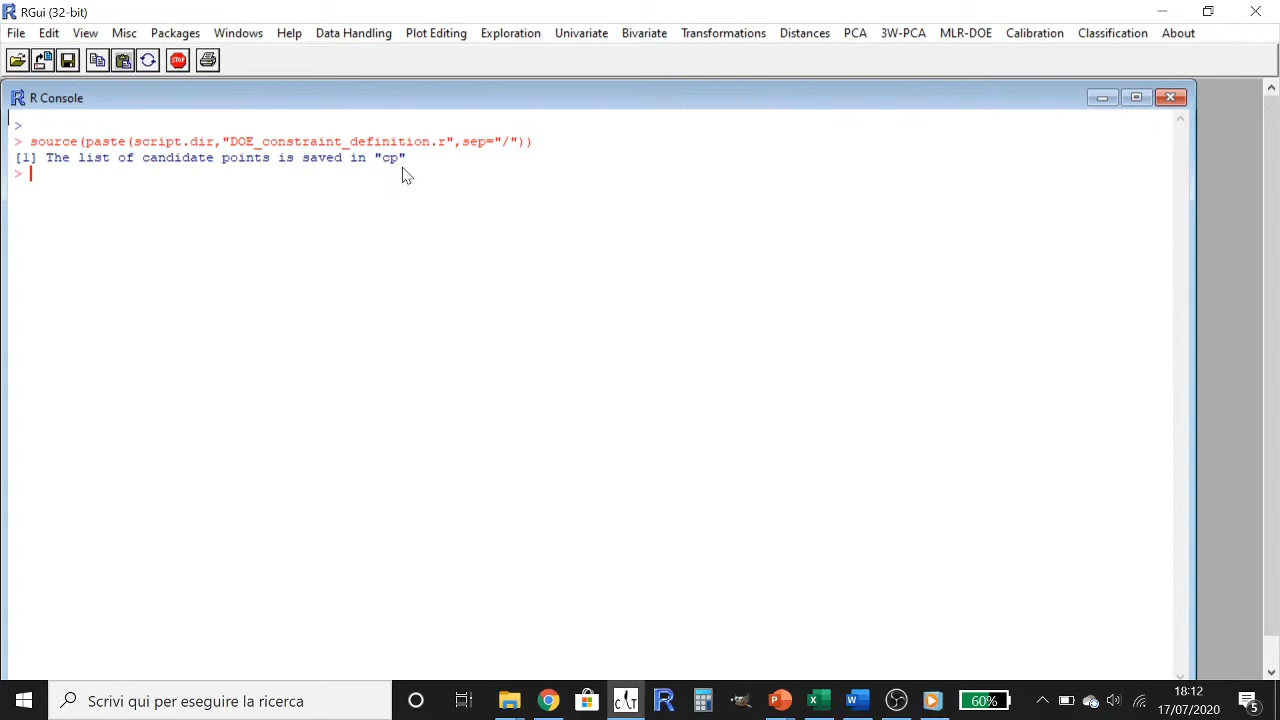 RGui (32-bit)
File Edit View Misc Packages Windows Help Data Handling Plot Editing Exploration Univariate Bivariate Transformations Distances PCA 3W-PCA MLR-DOE Calibration Classification About
STOP
R Console
>
> source(paste(script.dir,"DOE_constraint_definition.r",sep="/"))
[1] The list of candidate points is saved in "cp"
>
Scrivi qui per eseguire la ricerca
60%
18:12
17/07/2020
5